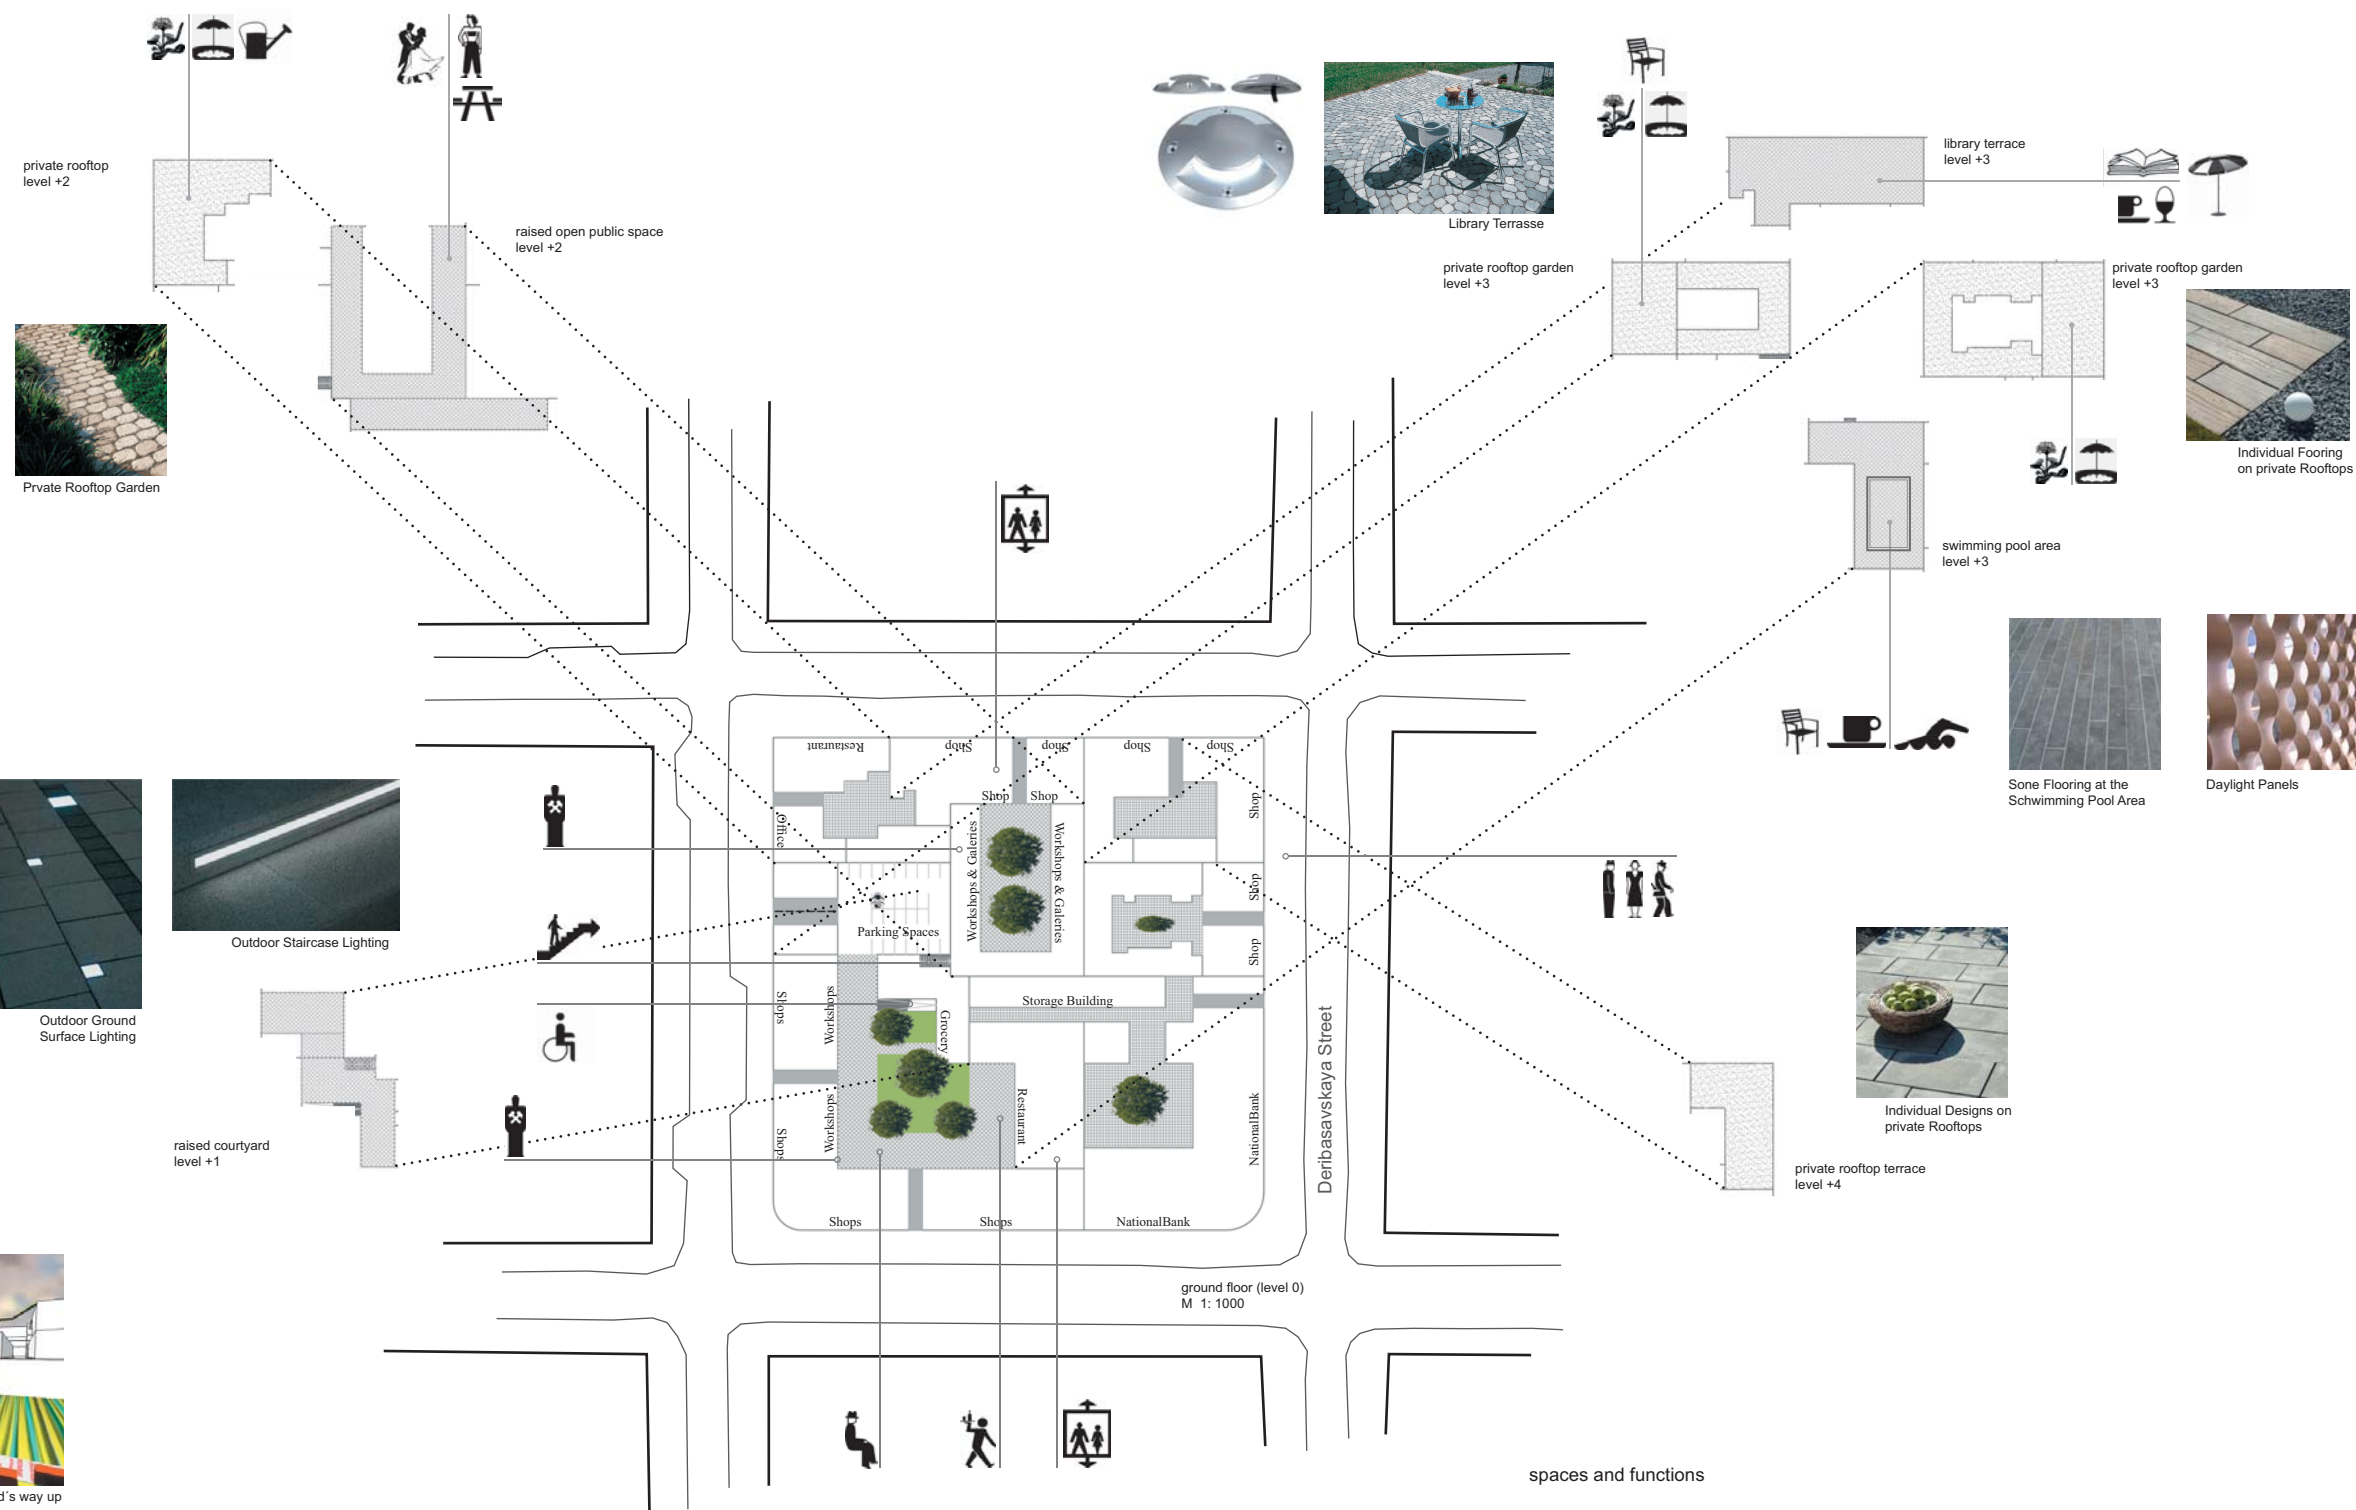 private rooftop
level +2
raised open public space
level +2
Library Terrasse
library terrace
level +3
private rooftop garden
level +3
private rooftop garden
level +3
Individual Fooring
on private Rooftops
Prvate Rooftop Garden
swimming pool area
level +3
Sone Flooring at the
Schwimming Pool Area
Daylight Panels
Outdoor Staircase Lighting
Outdoor Ground
Surface Lighting
raised courtyard
level +1
Restaurant
Shop
Shop
Shop
Shop
Shop
Shop
Office
Workshops & Galeries
Workshops & Galeries
Shop
Shop
Shop
Parking Spaces
Storage Building
Shops
Workshops
Grocery
Shops
Workshops
Restaurant
NationalBank
Shops
Shops
NationalBank
Deribasavskaya Street
Individual Designs on
private Rooftops
private rooftop terrace
level +4
ground floor (level 0)
M 1: 1000
d´s way up
spaces and functions